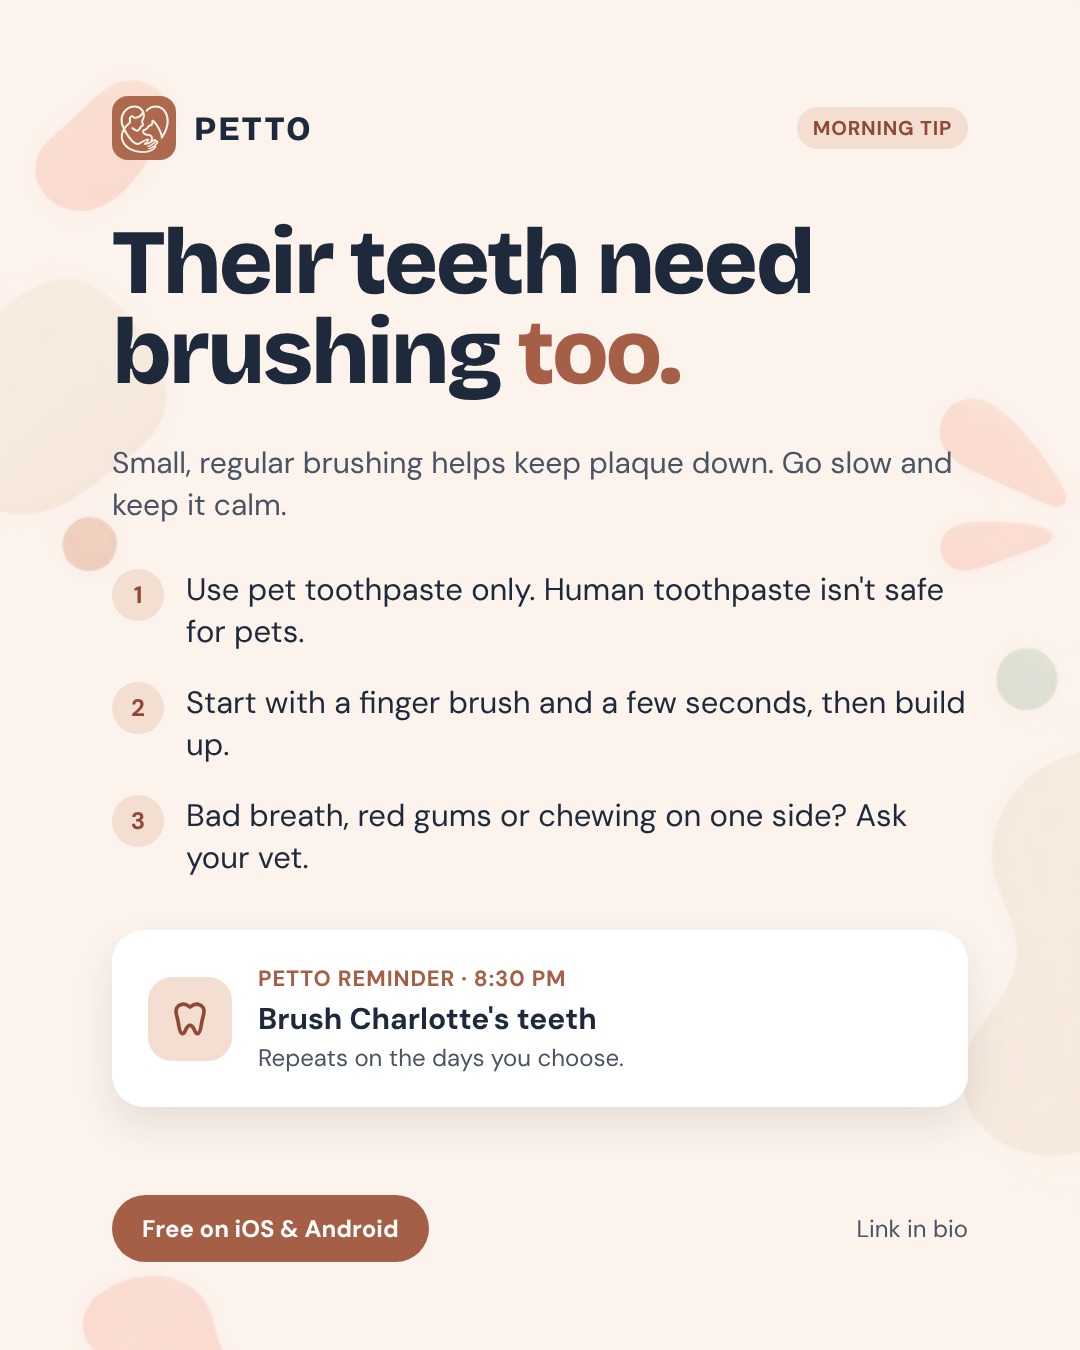 PETTO
MORNING TIP
Their teeth need
brushing too.
Small, regular brushing helps keep plaque down. Go slow and
keep it calm.
1
Use pet toothpaste only. Human toothpaste isn't safe
for pets.
2
Start with a finger brush and a few seconds, then build
up.
3
Bad breath, red gums or chewing on one side? Ask
your vet.
PETTO REMINDER · 8:30 PM
Brush Charlotte's teeth
Repeats on the days you choose.
Free on iOS & Android
Link in bio